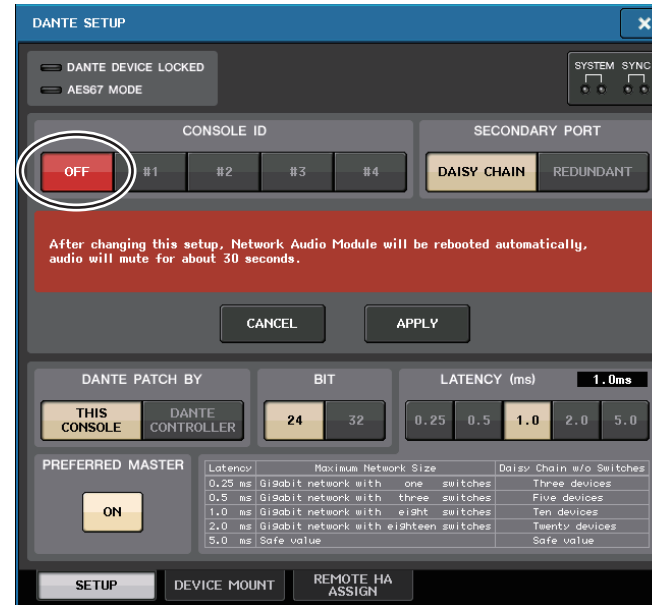 DANTE SETUP
DANTE DEVICE LOCKED
AES67 MODE
SYSTEM SYNC
CONSOLE ID
OFF #1 #2 #3 #4
SECONDARY PORT
DAISY CHAIN REDUNDANT
After changing this setup, Network Audio Module will be rebooted automatically,
audio will mute for about 30 seconds.
CANCEL APPLY
DANTE PATCH BY
THIS
CONSOLE
DANTE
CONTROLLER
BIT
24 32
LATENCY (ms) 1.0ms
0.25 0.5 1.0 2.0 5.0
PREFERRED MASTER
ON
Latency Maximum Network Size Daisy Chain w/o Switches
0.25 ms Gigabit network with one switches Three devices
0.5 ms Gigabit network with three switches Five devices
1.0 ms Gigabit network with eight switches Ten devices
2.0 ms Gigabit network with eighteen switches Twenty devices
5.0 ms Safe value Safe value
SETUP
DEVICE MOUNT
REMOTE HA
ASSIGN